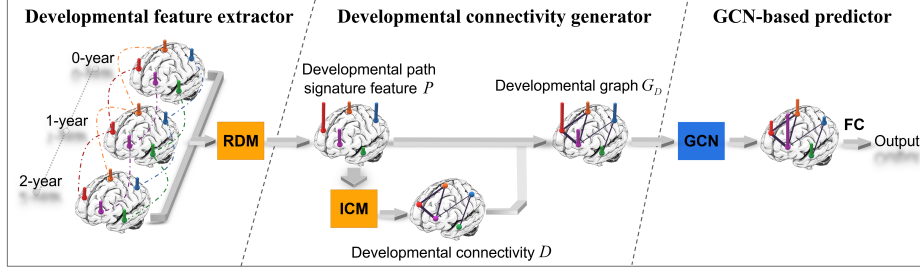 Developmental feature extractor
Developmental connectivity generator
GCN-based predictor
0-year
1-year
2-year
RDM
Developmental path
signature feature P
ICM
Developmental connectivity D
Developmental graph G_D
GCN
FC
Output